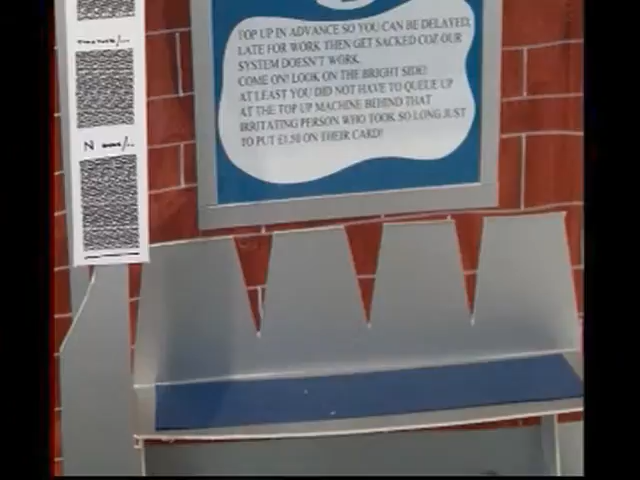 TOP UP IN ADVANCE SO YOU CAN BE DELAYED,
LATE FOR WORK THEN GET SACKED COZ OUR
SYSTEM DOESN'T WORK.
COME ON! LOOK ON THE BRIGHT SIDE!
AT LEAST YOU DID NOT HAVE TO QUEUE UP
AT THE TOP UP MACHINE BEHIND THAT
IRRITATING PERSON WHO TOOK SO LONG JUST
TO PUT £1.50 ON THEIR CARD!
N